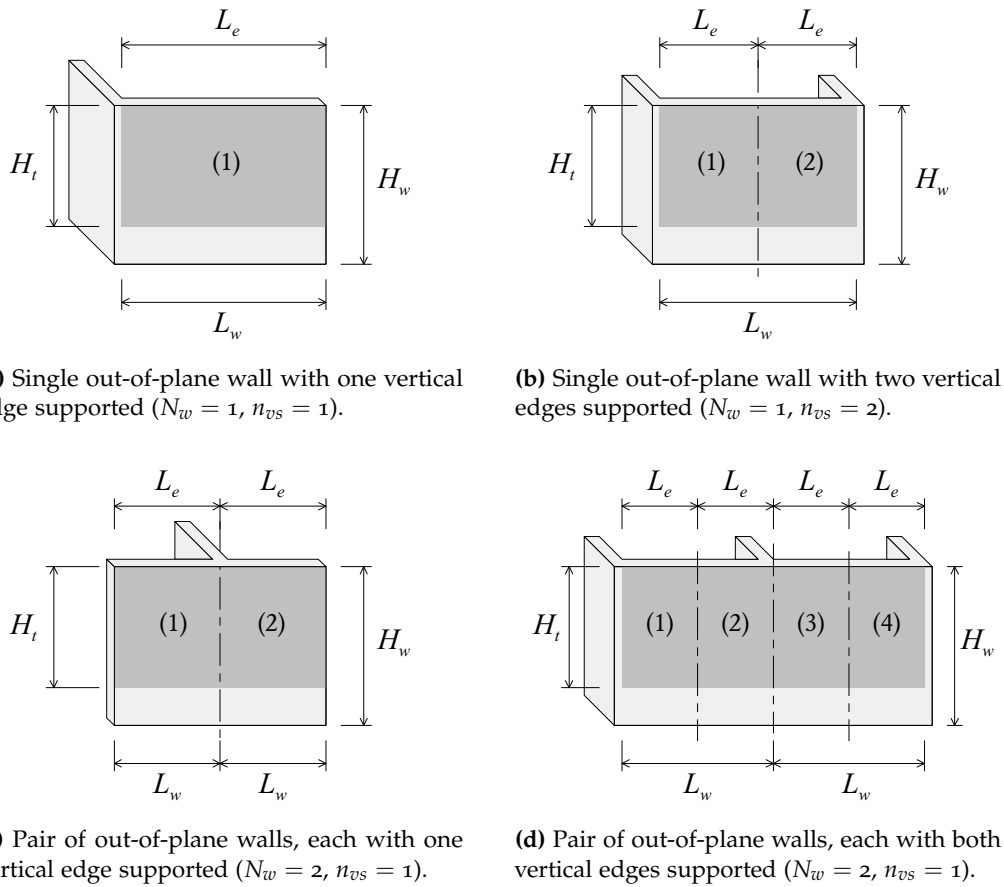 L_e
H_t
(1)
H_w
L_w
) Single out-of-plane wall with one vertical
dge supported (N_w = 1, n_vs = 1).
L_e L_e
H_t
(1) (2)
H_w
L_w
(b) Single out-of-plane wall with two vertical
edges supported (N_w = 1, n_vs = 2).
L_e L_e
H_t
(1) (2)
H_w
L_w L_w
) Pair of out-of-plane walls, each with one
ertical edge supported (N_w = 2, n_vs = 1).
L_e L_e L_e L_e
H_t
(1) (2) (3) (4)
H_w
L_w L_w
(d) Pair of out-of-plane walls, each with both
vertical edges supported (N_w = 2, n_vs = 1).